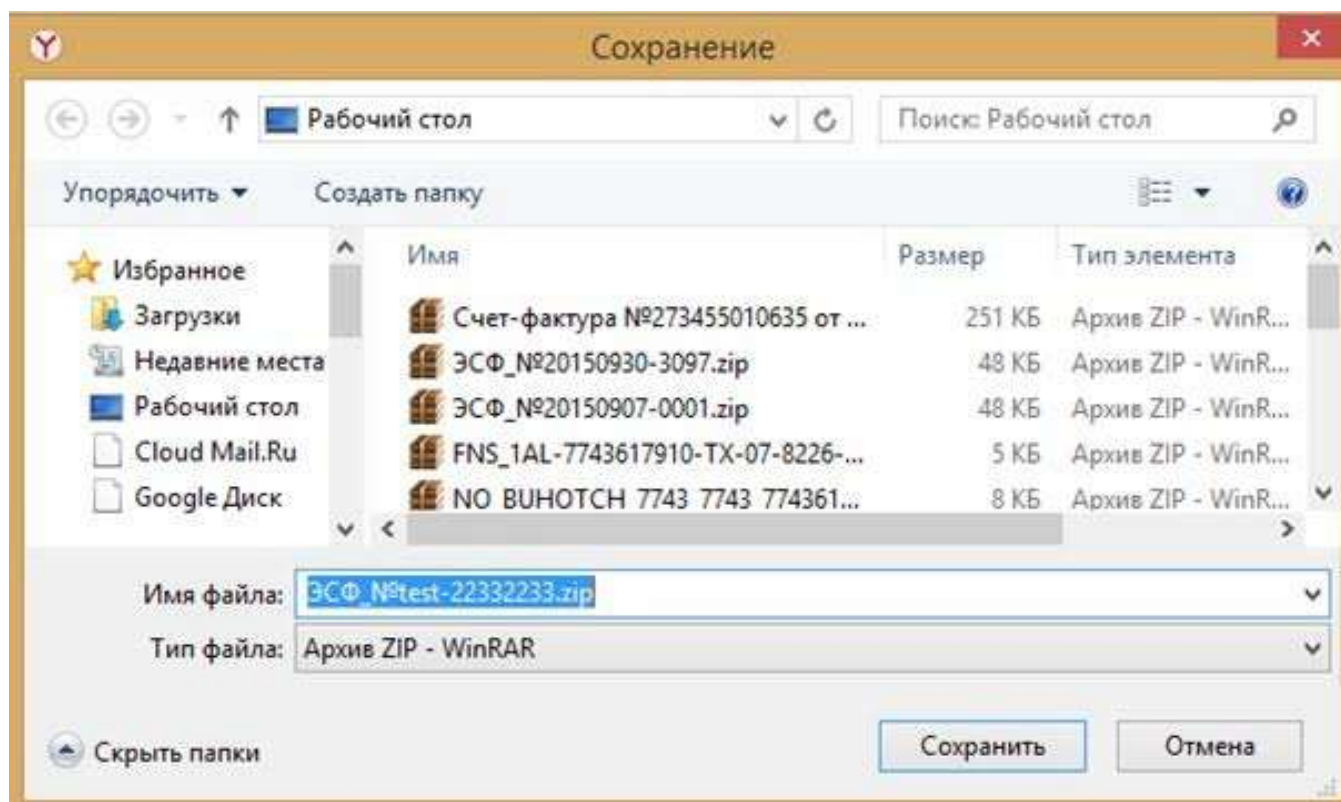 Сохранение
Рабочий стол
Поиск: Рабочий стол
Упорядочить Создать папку
Избранное
Загрузки
Недавние места
Рабочий стол
Cloud Mail.Ru
Google Диск
Имя Размер Тип элемента
Счет-фактура №273455010635 от ... 251 КБ Архив ZIP - WinR...
ЭСФ_№20150930-3097.zip 48 КБ Архив ZIP - WinR...
ЭСФ_№20150907-0001.zip 48 КБ Архив ZIP - WinR...
FNS_1AL-7743617910-TX-07-8226-... 5 КБ Архив ZIP - WinR...
NO_BUHOTCH_7743_7743_774361... 8 КБ Архив ZIP - WinR...
Имя файла: ЭСФ_№test-22332233.zip
Тип файла: Архив ZIP - WinRAR
Скрыть папки Сохранить Отмена